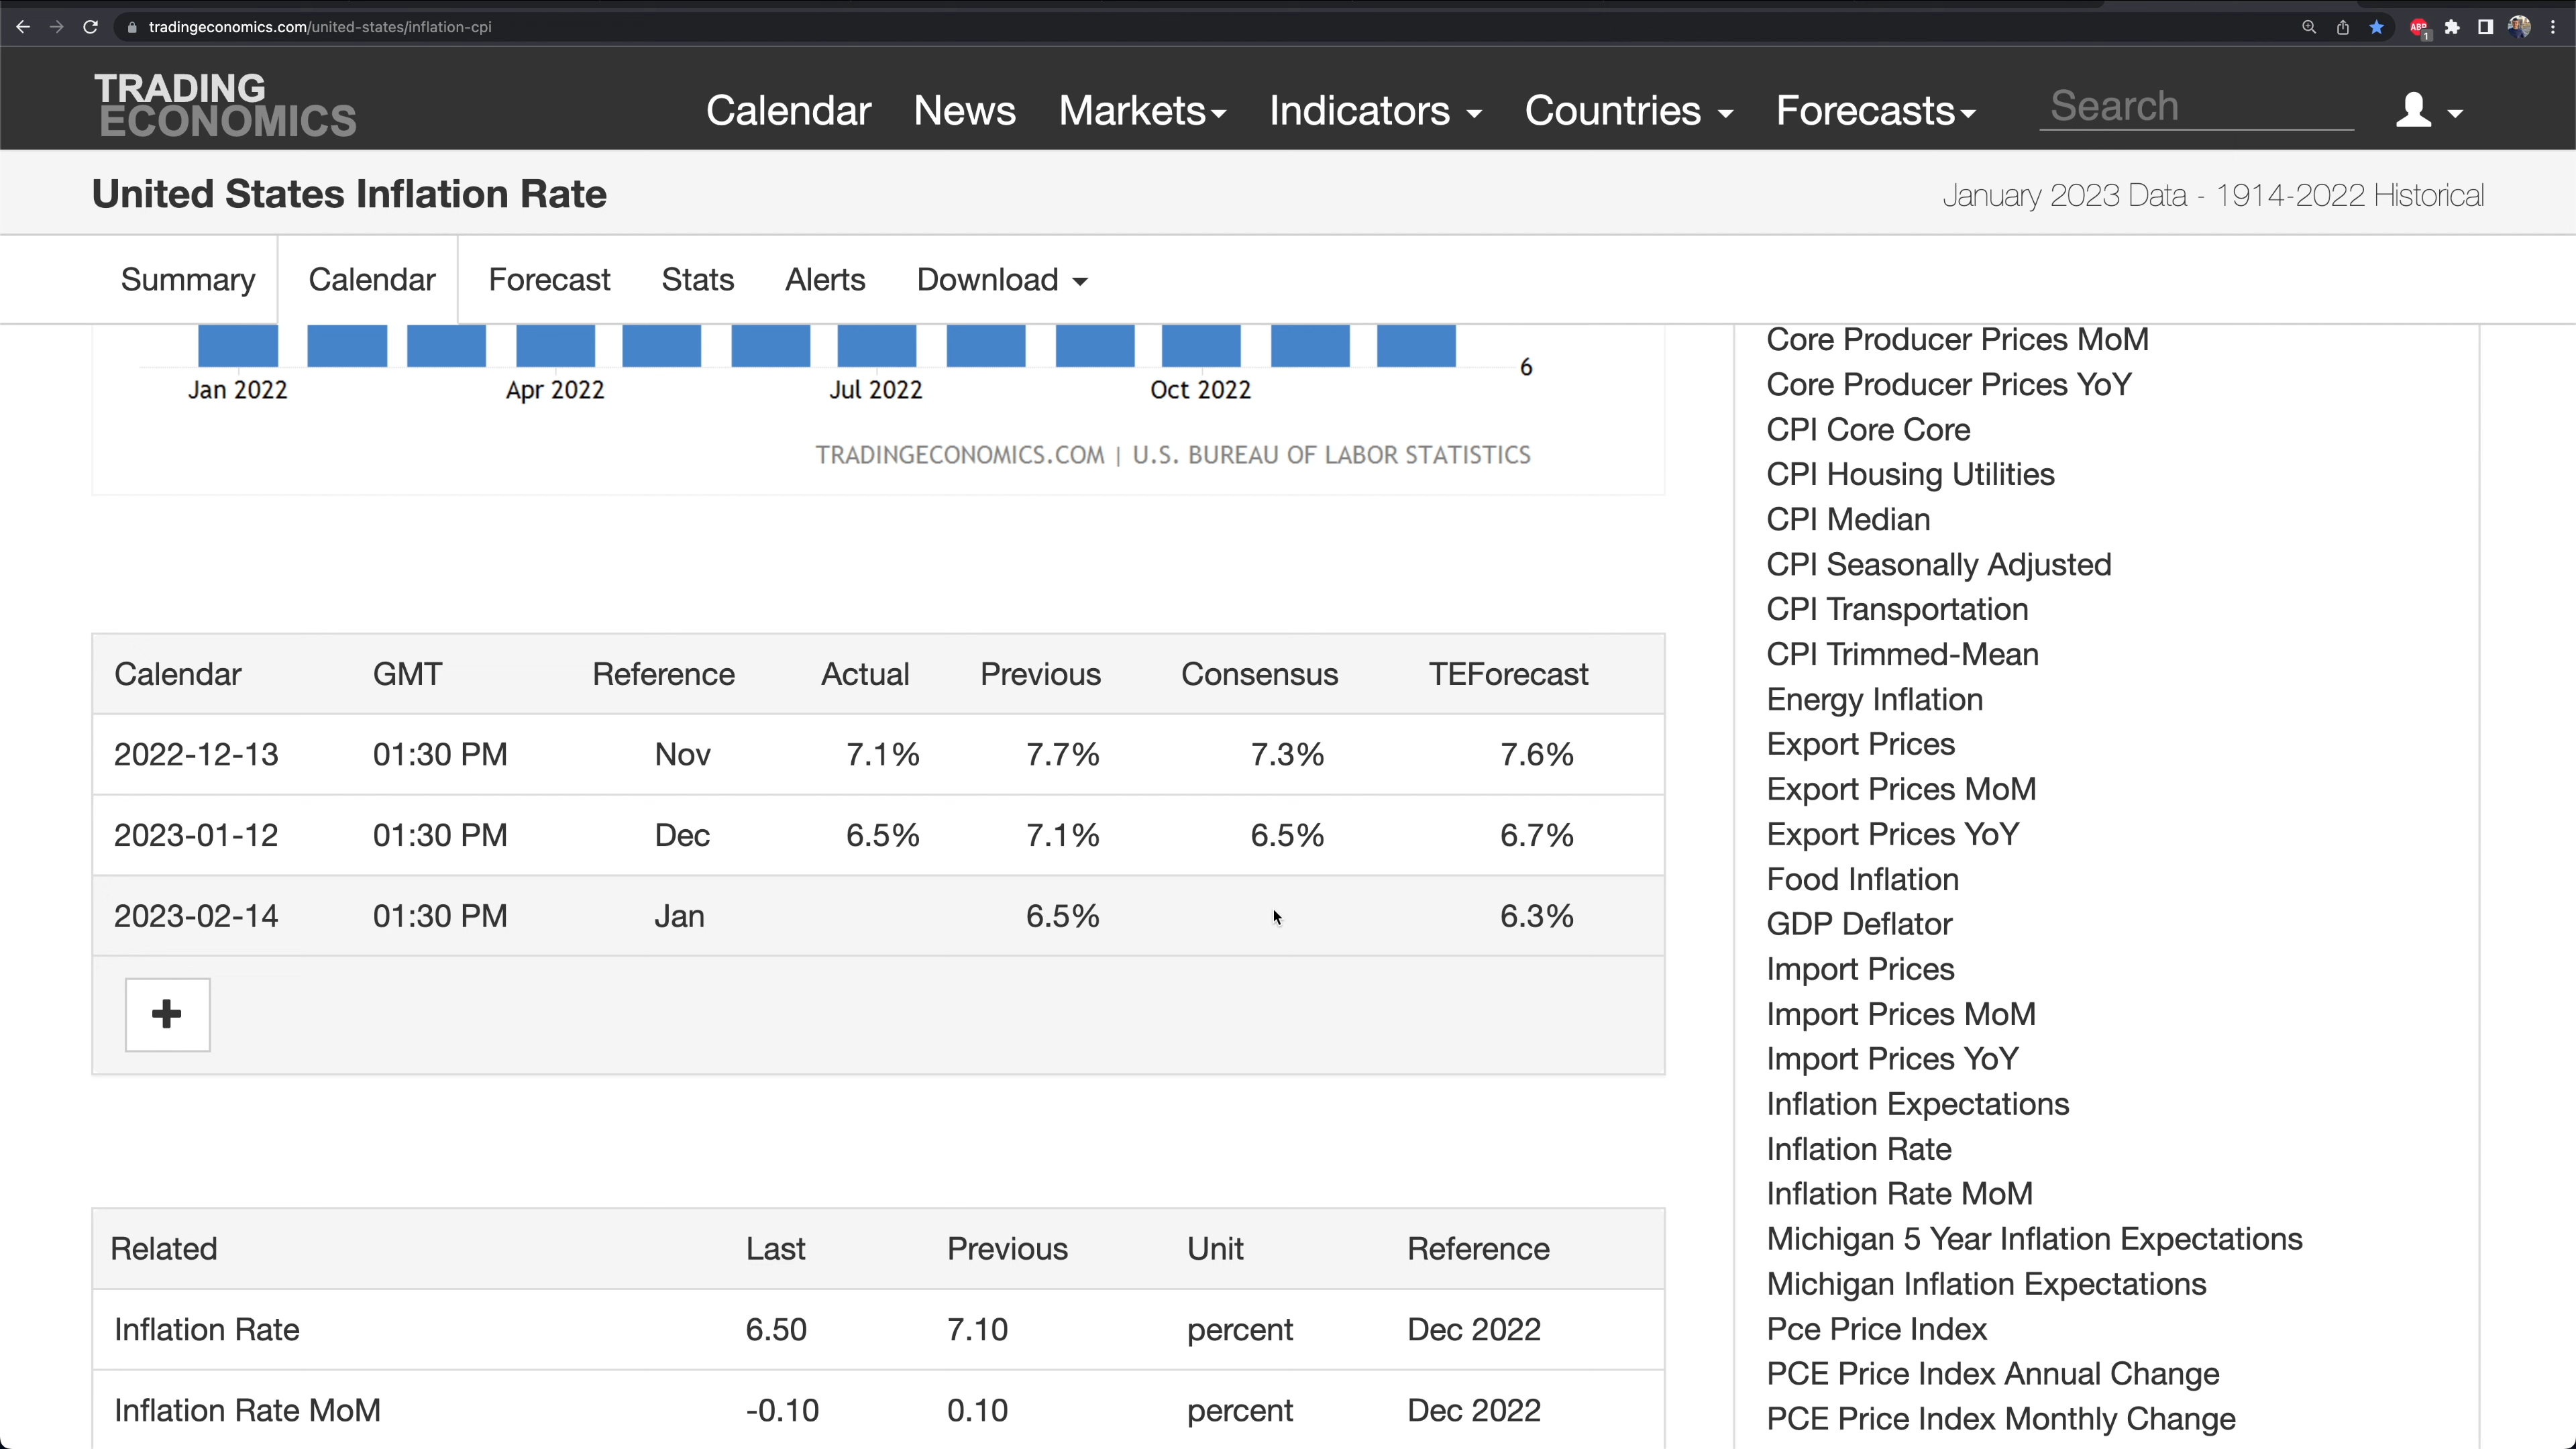 tradingeconomics.com/united-states/inflation-cpi
ABP
1
TRADING
ECONOMICS
Calendar News Markets Indicators Countries Forecasts Search
United States Inflation Rate
January 2023 Data - 1914-2022 Historical
Summary Calendar Forecast Stats Alerts Download
6
Jan 2022 Apr 2022 Jul 2022 Oct 2022
TRADINGECONOMICS.COM | U.S. BUREAU OF LABOR STATISTICS
Calendar GMT Reference Actual Previous Consensus TEForecast
2022-12-13 01:30 PM Nov 7.1% 7.7% 7.3% 7.6%
2023-01-12 01:30 PM Dec 6.5% 7.1% 6.5% 6.7%
2023-02-14 01:30 PM Jan 6.5% 6.3%
Related Last Previous Unit Reference
Inflation Rate 6.50 7.10 percent Dec 2022
Inflation Rate MoM -0.10 0.10 percent Dec 2022
Core Producer Prices MoM
Core Producer Prices YoY
CPI Core Core
CPI Housing Utilities
CPI Median
CPI Seasonally Adjusted
CPI Transportation
CPI Trimmed-Mean
Energy Inflation
Export Prices
Export Prices MoM
Export Prices YoY
Food Inflation
GDP Deflator
Import Prices
Import Prices MoM
Import Prices YoY
Inflation Expectations
Inflation Rate
Inflation Rate MoM
Michigan 5 Year Inflation Expectations
Michigan Inflation Expectations
Pce Price Index
PCE Price Index Annual Change
PCE Price Index Monthly Change